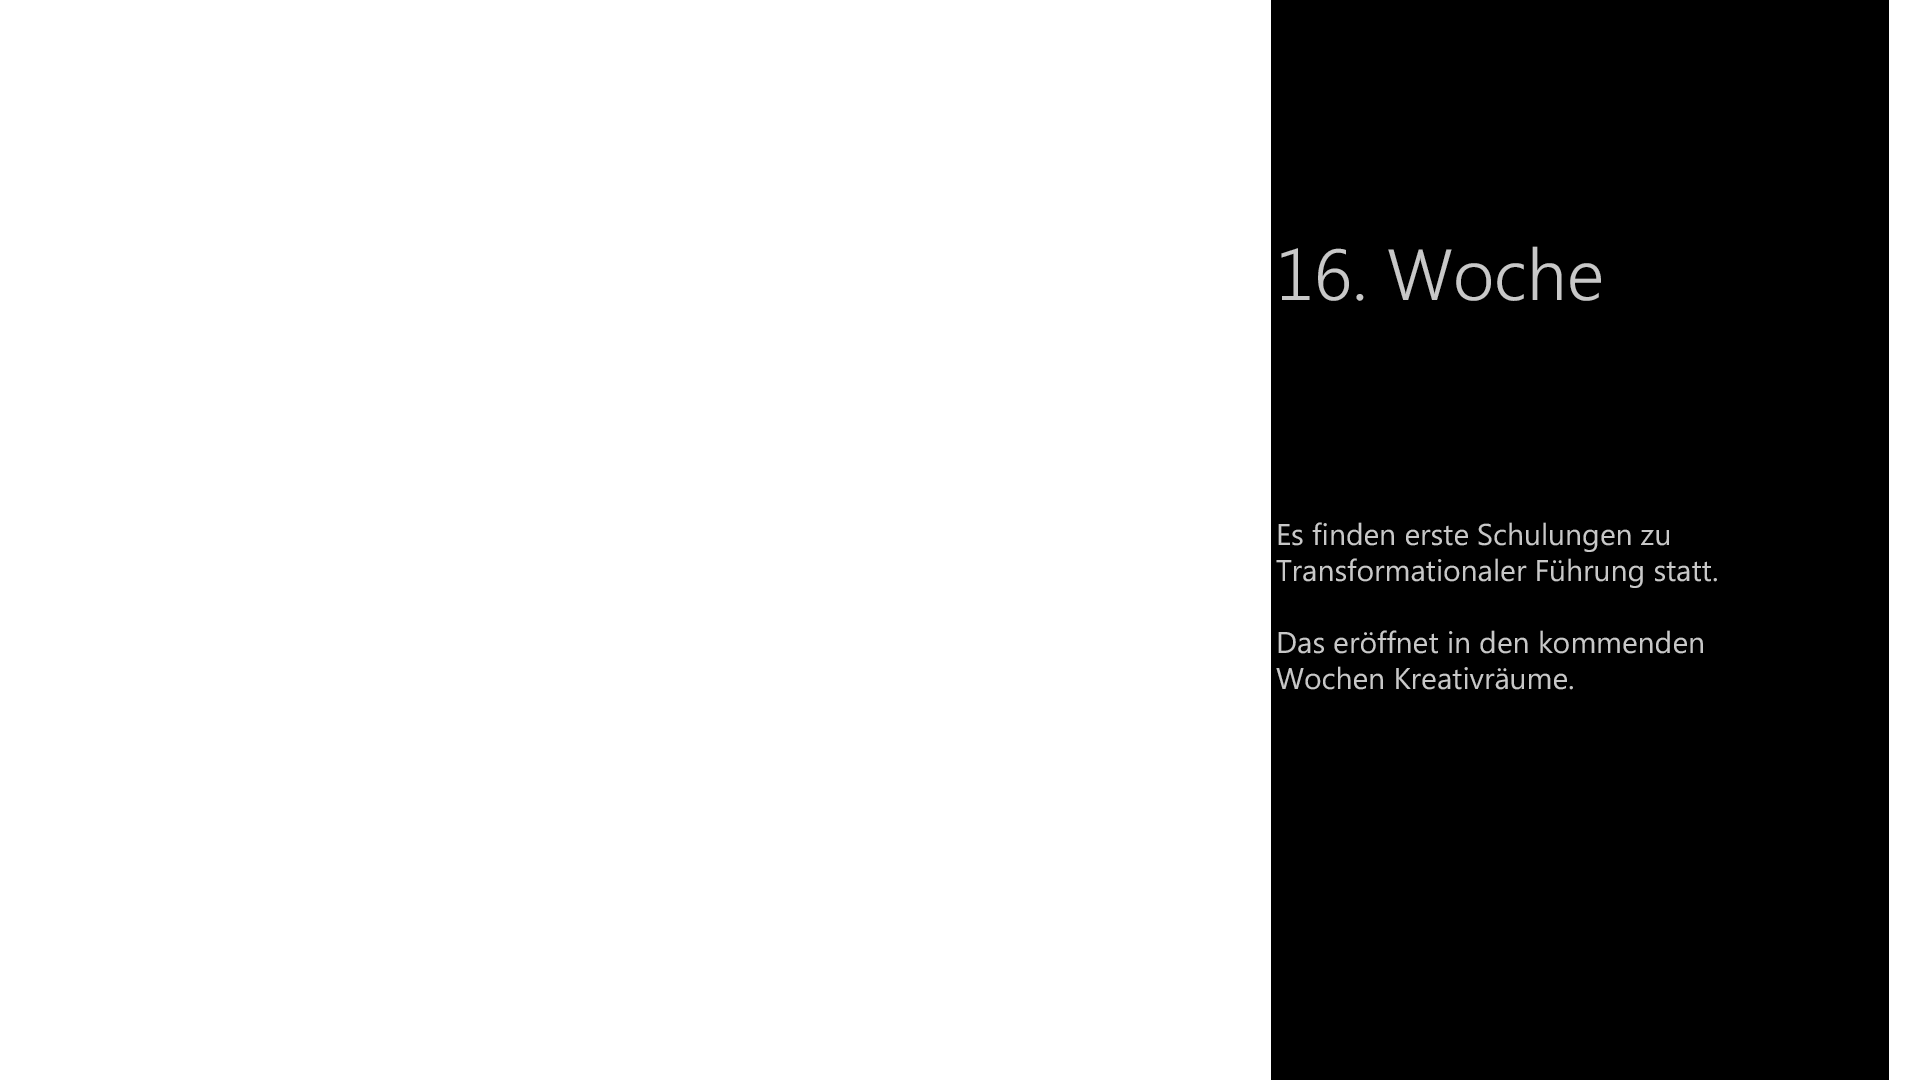 16. Woche
Es finden erste Schulungen zu
Transformationaler Führung statt.
Das eröffnet in den kommenden
Wochen Kreativräume.